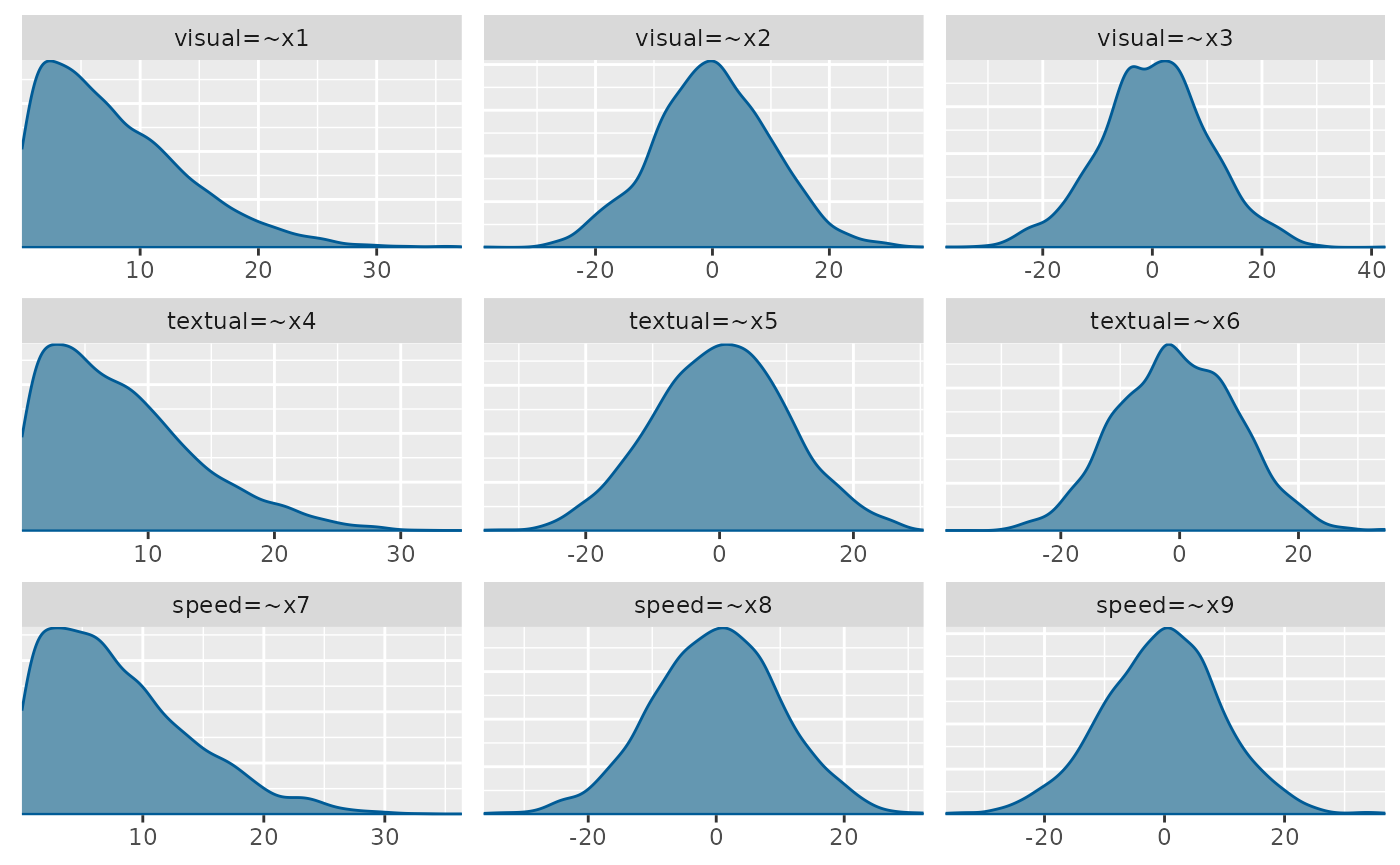 visual=~x1 visual=~x2 visual=~x3
10 20 30 -20 0 20 -20 0 20 40
textual=~x4 textual=~x5 textual=~x6
10 20 30 -20 0 20 -20 0 20
speed=~x7 speed=~x8 speed=~x9
10 20 30 -20 0 20 -20 0 20